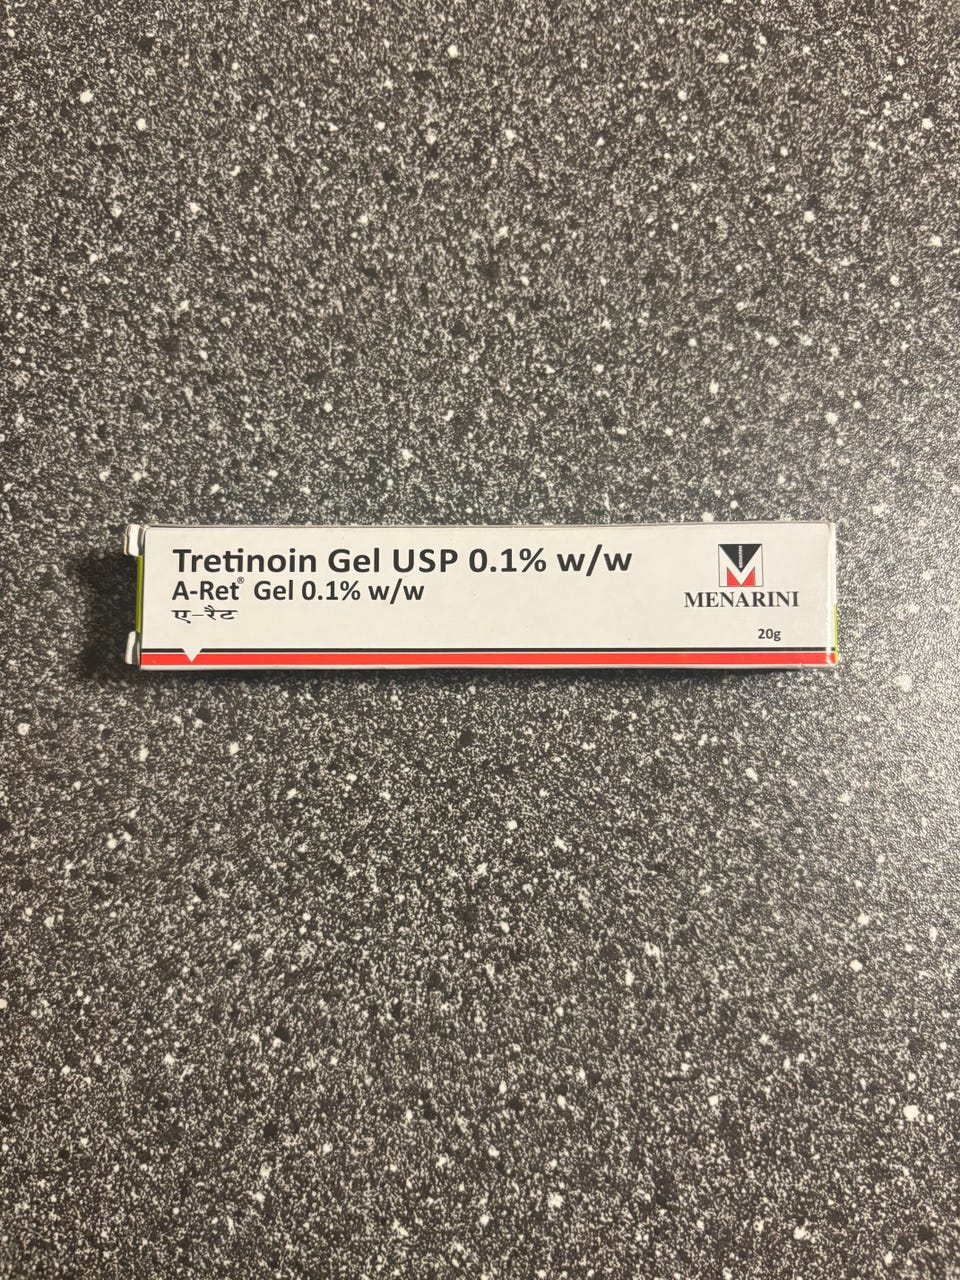 Tretinoin Gel USP 0.1% w/w
A-Ret® Gel 0.1% w/w
ए-रैट
MENARINI
20g